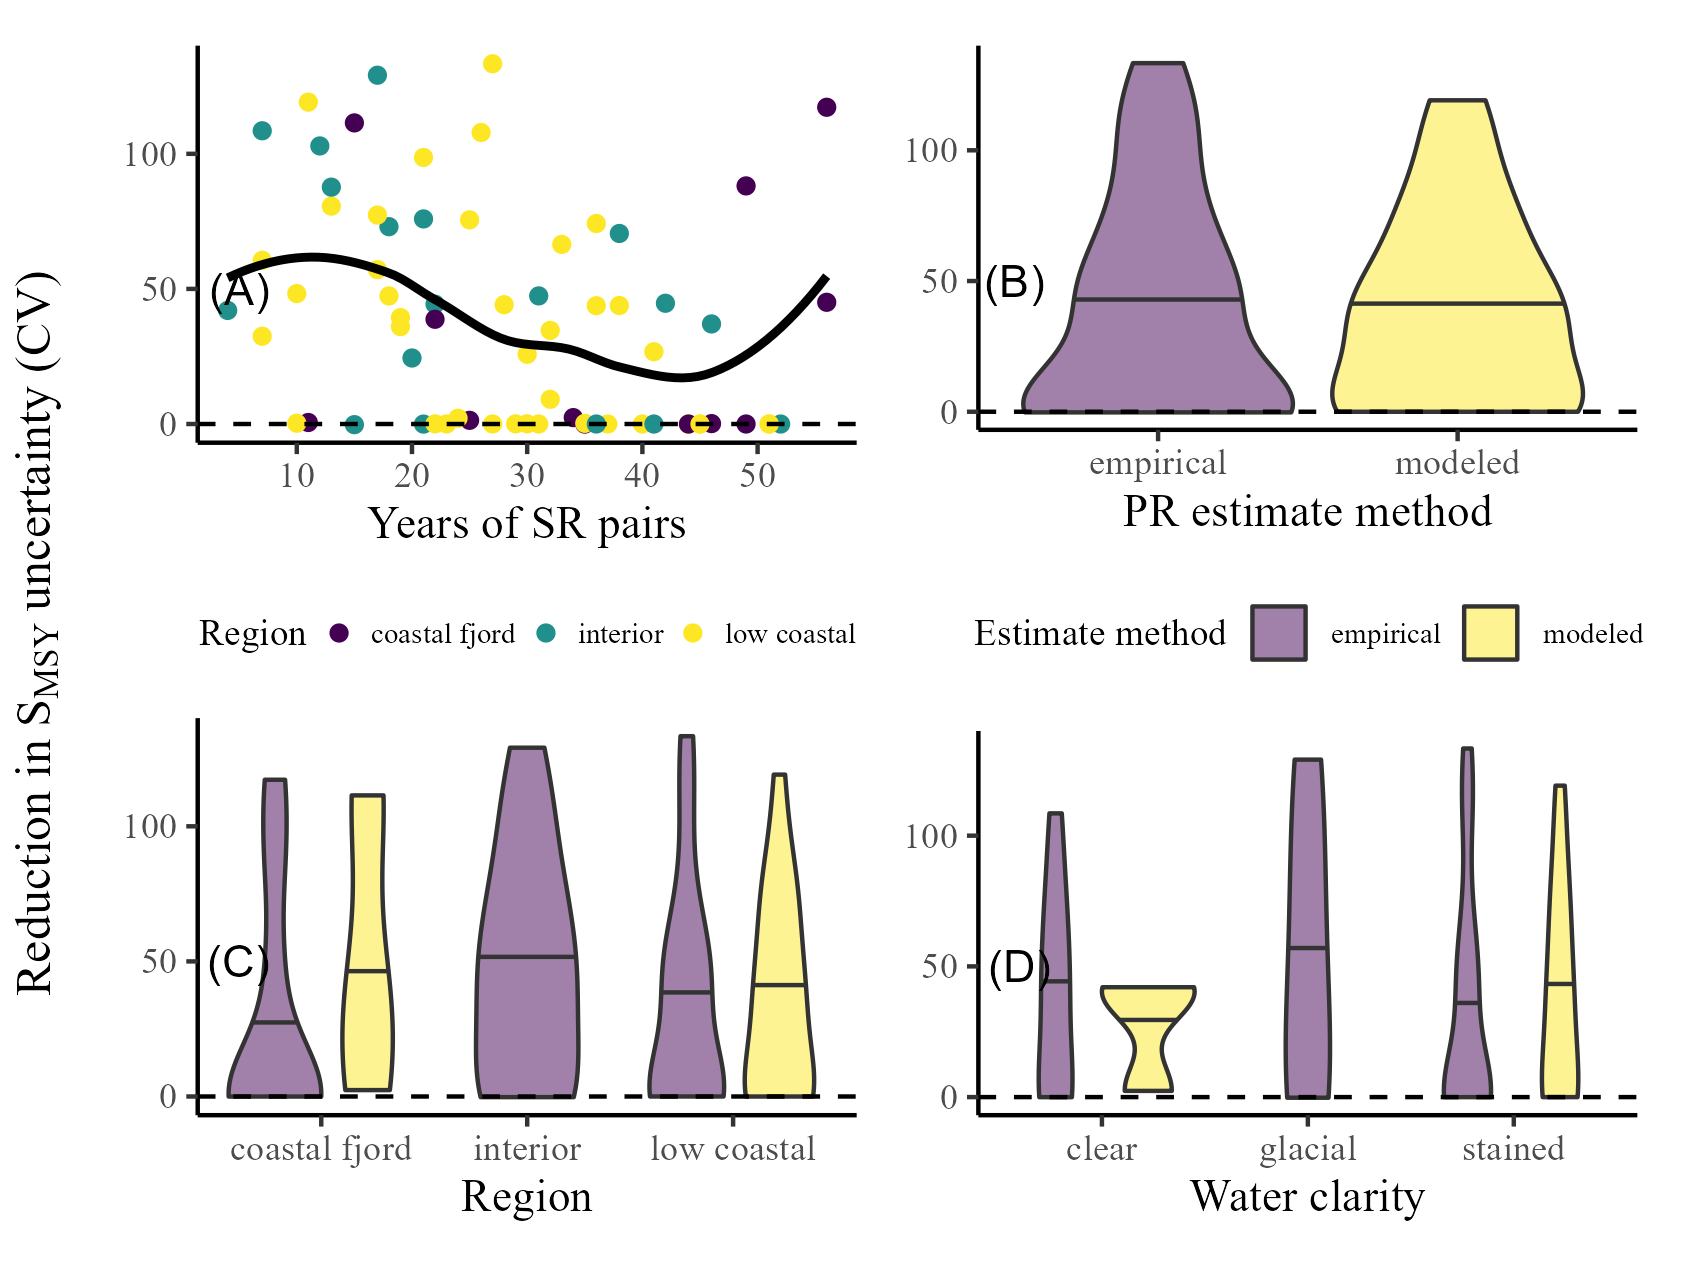 Reduction in SMSY uncertainty (CV)
100
50
0
(A)
10 20 30 40 50
Years of SR pairs
100
50
0
(B)
empirical modeled
PR estimate method
Region coastal fjord interior low coastal
Estimate method empirical modeled
100
50
0
(C)
coastal fjord interior low coastal
Region
100
50
0
(D)
clear glacial stained
Water clarity